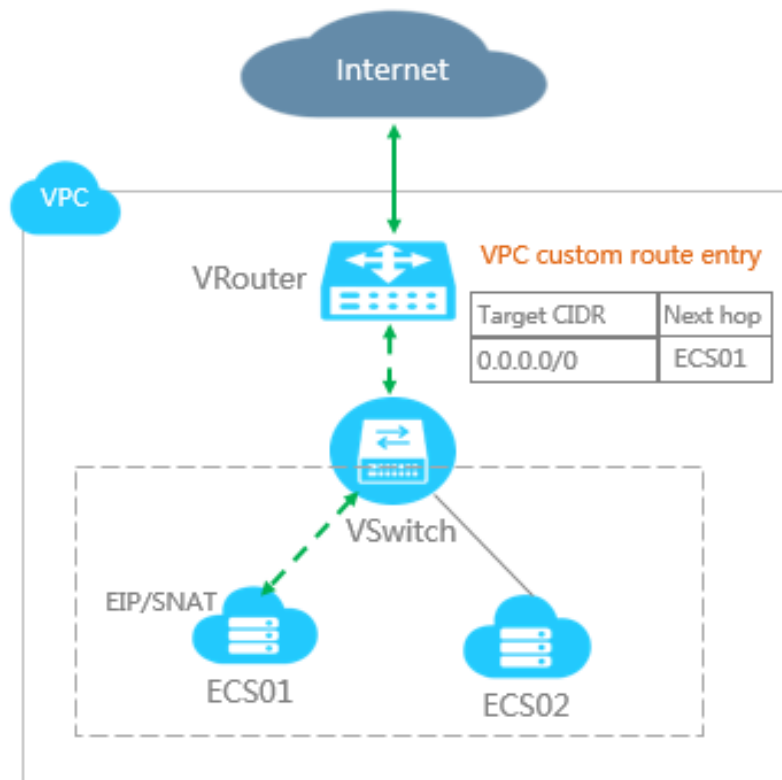 Internet
VPC
VRouter
VPC custom route entry
Target CIDR Next hop
0.0.0.0/0 ECS01
VSwitch
EIP/SNAT
ECS01
ECS02